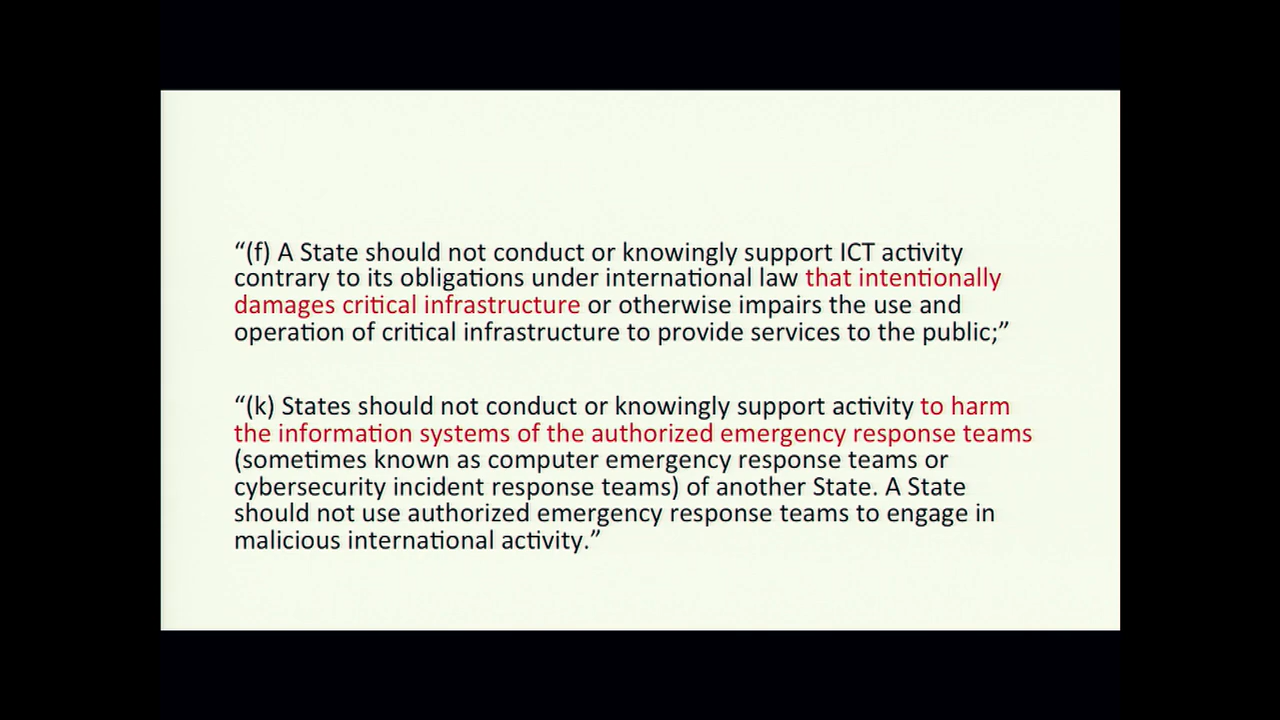 “(f) A State should not conduct or knowingly support ICT activity
contrary to its obligations under international law that intentionally
damages critical infrastructure or otherwise impairs the use and
operation of critical infrastructure to provide services to the public;”
“(k) States should not conduct or knowingly support activity to harm
the information systems of the authorized emergency response teams
(sometimes known as computer emergency response teams or
cybersecurity incident response teams) of another State. A State
should not use authorized emergency response teams to engage in
malicious international activity.”